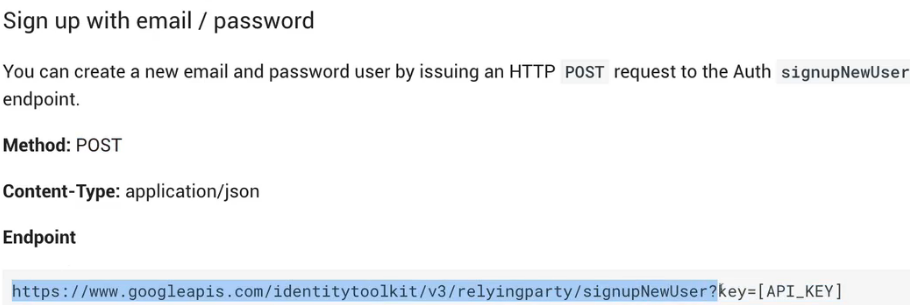 Sign up with email / password
You can create a new email and password user by issuing an HTTP POST request to the Auth signupNewUser
endpoint.
Method: POST
Content-Type: application/json
Endpoint
https://www.googleapis.com/identitytoolkit/v3/relyingparty/signupNewUser?key=[API_KEY]